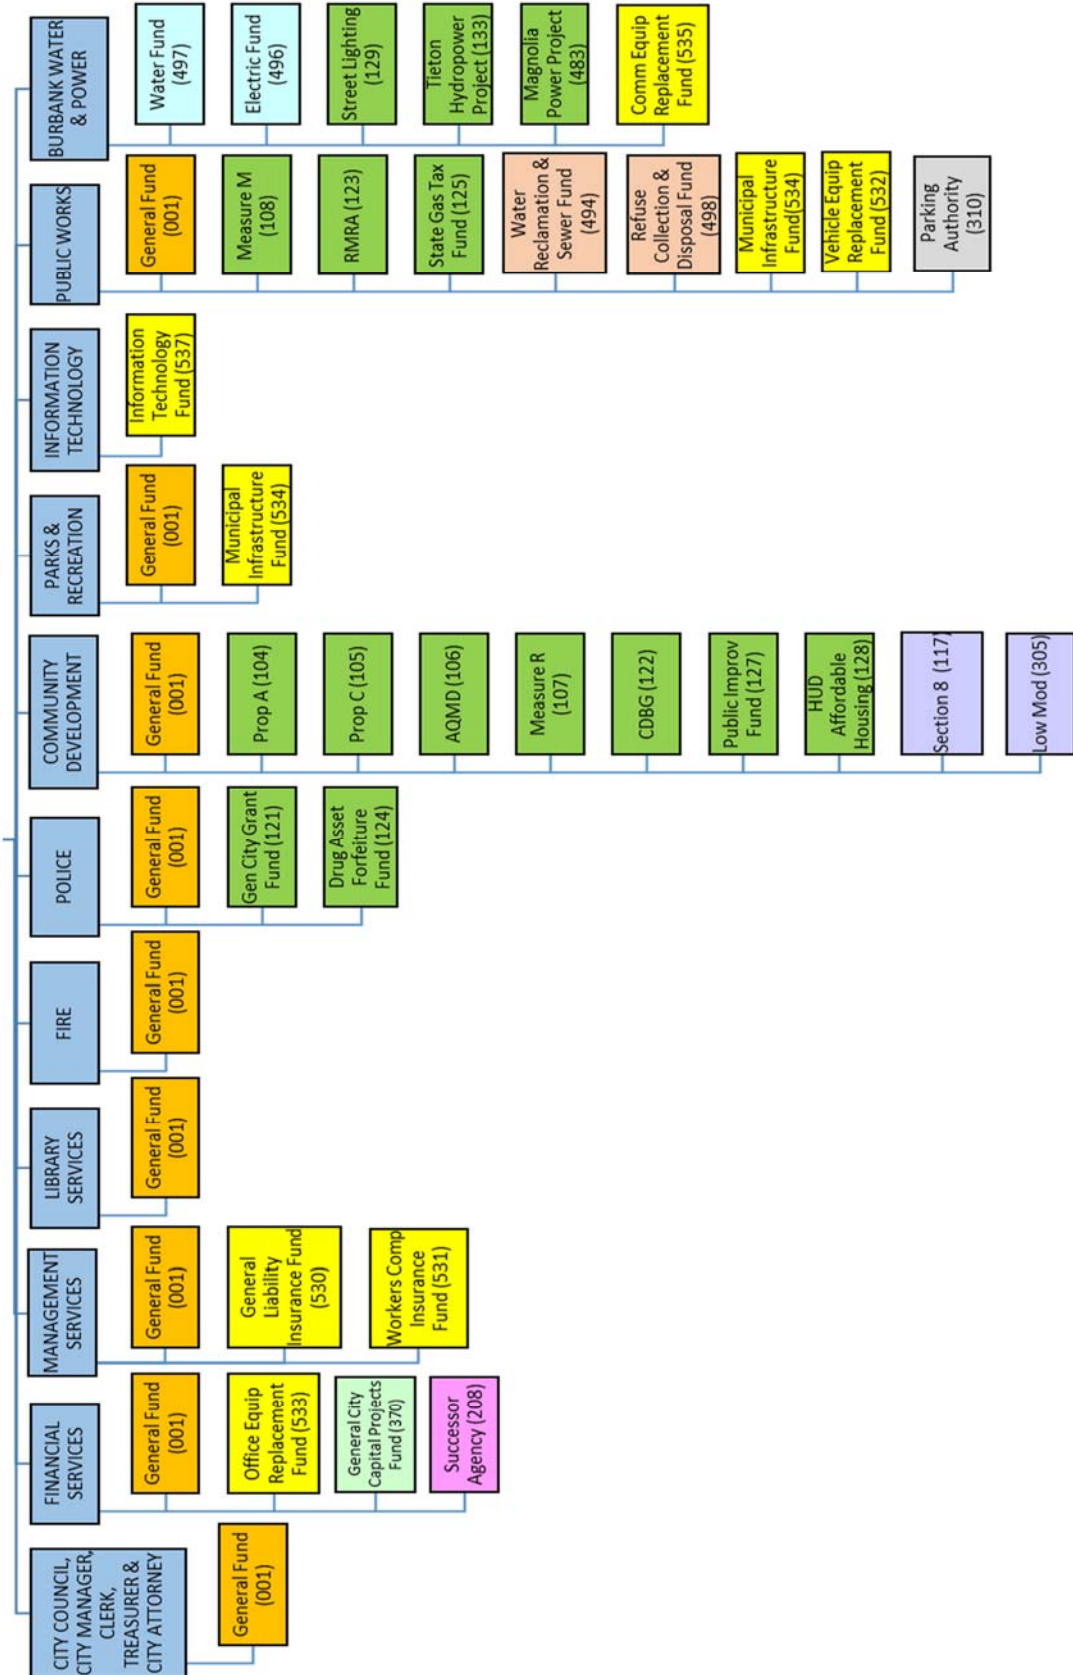 CITY COUNCIL,
CITY MANAGER,
CLERK,
TREASURER &
CITY ATTORNEY
General Fund
(001)
FINANCIAL
SERVICES
General Fund
(001)
Office Equip
Replacement
Fund (533)
General City
Capital Projects
Fund (370)
Successor
Agency (208)
MANAGEMENT
SERVICES
General Fund
(001)
General
Liability
Insurance Fund
(530)
Workers Comp
Insurance
Fund (531)
LIBRARY
SERVICES
General Fund
(001)
FIRE
General Fund
(001)
POLICE
General Fund
(001)
Gen City Grant
Fund (121)
Drug Asset
Forfeiture
Fund (124)
COMMUNITY
DEVELOPMENT
General Fund
(001)
Prop A (104)
Prop C (105)
AQMD (106)
Measure R
(107)
CDBG (122)
Public Improv
Fund (127)
HUD
Affordable
Housing (128)
Section 8 (117)
Low Mod (305)
PARKS &
RECREATION
General Fund
(001)
Municipal
Infrastructure
Fund (534)
INFORMATION
TECHNOLOGY
Information
Technology
Fund (537)
PUBLIC WORKS
General Fund
(001)
Measure M
(108)
RMRA (123)
State Gas Tax
Fund (125)
Water
Reclamation &
Sewer Fund
(494)
Refuse
Collection &
Disposal Fund
(498)
Municipal
Infrastructure
Fund(534)
Vehicle Equip
Replacement
Fund (532)
Parking
Authority
(310)
BURBANK WATER
& POWER
Water Fund
(497)
Electric Fund
(496)
Street Lighting
(129)
Tieton
Hydropower
Project (133)
Magnolia
Power Project
(483)
Comm Equip
Replacement
Fund (535)